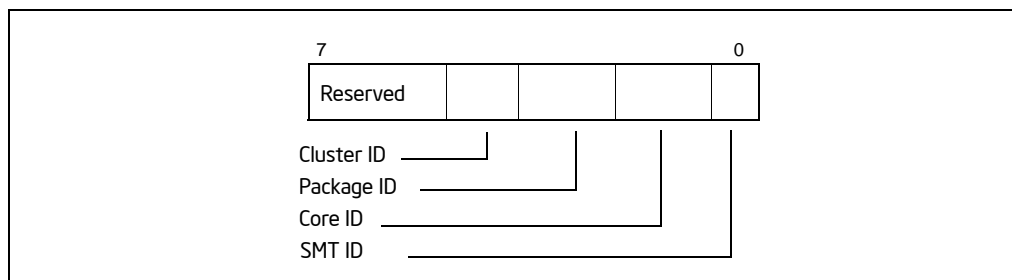 7 0
Reserved
Cluster ID
Package ID
Core ID
SMT ID